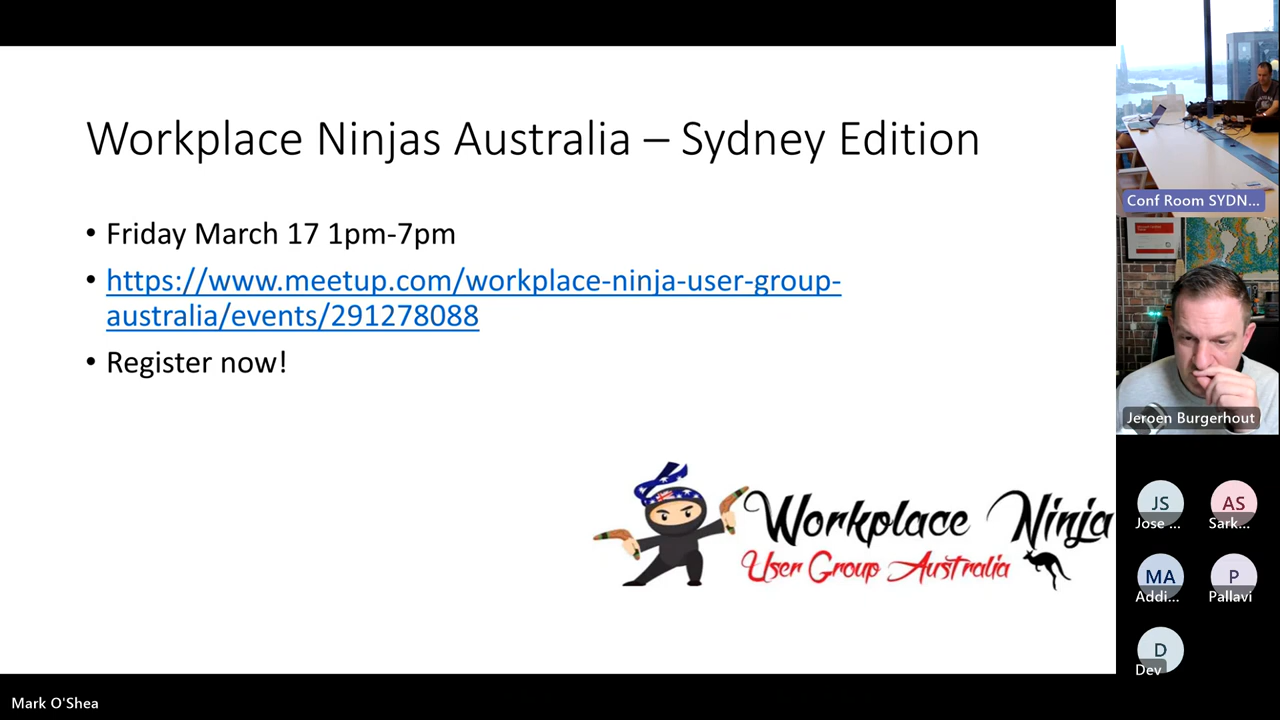 Workplace Ninjas Australia – Sydney Edition
• Friday March 17 1pm-7pm
• https://www.meetup.com/workplace-ninja-user-group-
australia/events/291278088
• Register now!
Workplace Ninja
User Group Australia
Conf Room SYDN...
Jeroen Burgerhout
JS
Jose ...
AS
Sark...
MA
Addi...
P
Pallavi
D
Dev
Mark O'Shea